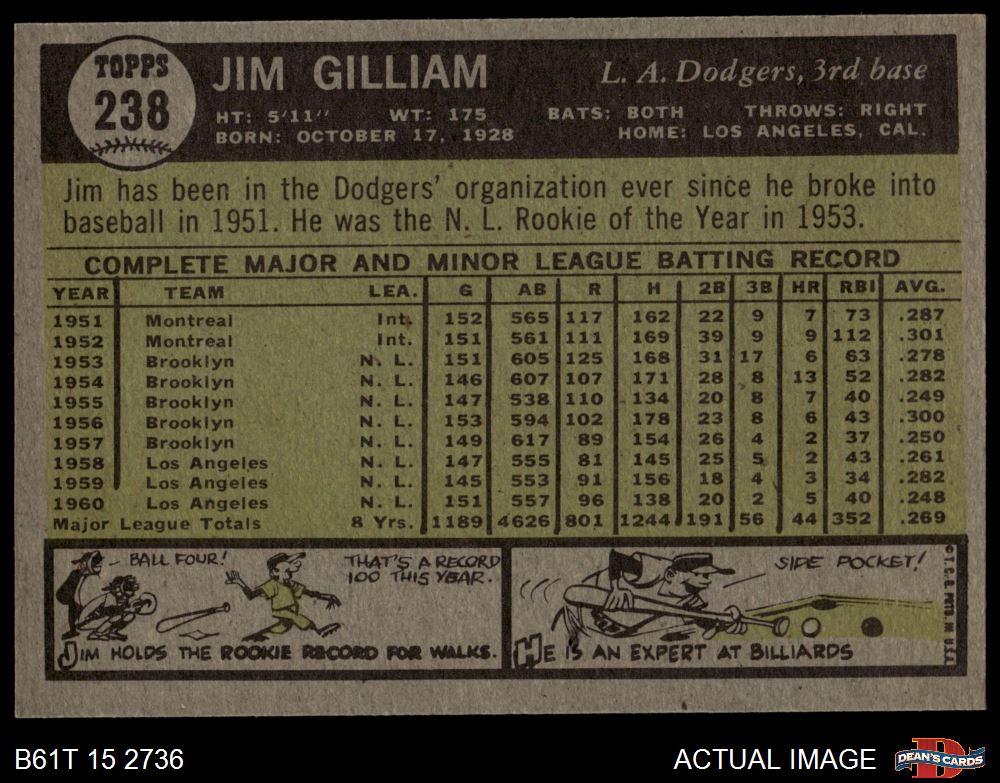 TOPPS
238
JIM GILLIAM
L. A. Dodgers, 3rd base
HT: 5'11" WT: 175 BATS: BOTH THROWS: RIGHT
BORN: OCTOBER 17, 1928 HOME: LOS ANGELES, CAL.
Jim has been in the Dodgers' organization ever since he broke into
baseball in 1951. He was the N. L. Rookie of the Year in 1953.
COMPLETE MAJOR AND MINOR LEAGUE BATTING RECORD
YEAR TEAM LEA. G AB R H 2B 3B HR RBI AVG.
1951 Montreal Int. 152 565 117 162 22 9 7 73 .287
1952 Montreal Int. 151 561 111 169 39 9 9 112 .301
1953 Brooklyn N. L. 151 605 125 168 31 17 6 63 .278
1954 Brooklyn N. L. 146 607 107 171 28 8 13 52 .282
1955 Brooklyn N. L. 147 538 110 134 20 8 7 40 .249
1956 Brooklyn N. L. 153 594 102 178 23 8 6 43 .300
1957 Brooklyn N. L. 149 617 89 154 26 4 2 37 .250
1958 Los Angeles N. L. 147 555 81 145 25 5 2 43 .261
1959 Los Angeles N. L. 145 553 91 156 18 4 3 34 .282
1960 Los Angeles N. L. 151 557 96 138 20 2 5 40 .248
Major League Totals 8 Yrs. 1189 4626 801 1244 191 56 44 352 .269
BALL FOUR!
THAT'S A RECORD
100 THIS YEAR.
JIM HOLDS THE ROOKIE RECORD FOR WALKS.
SIDE POCKET!
HE IS AN EXPERT AT BILLIARDS
© T. C. G. PRTD. IN U.S.A.
B61T 15 2736
ACTUAL IMAGE
D
DEAN'S CARDS